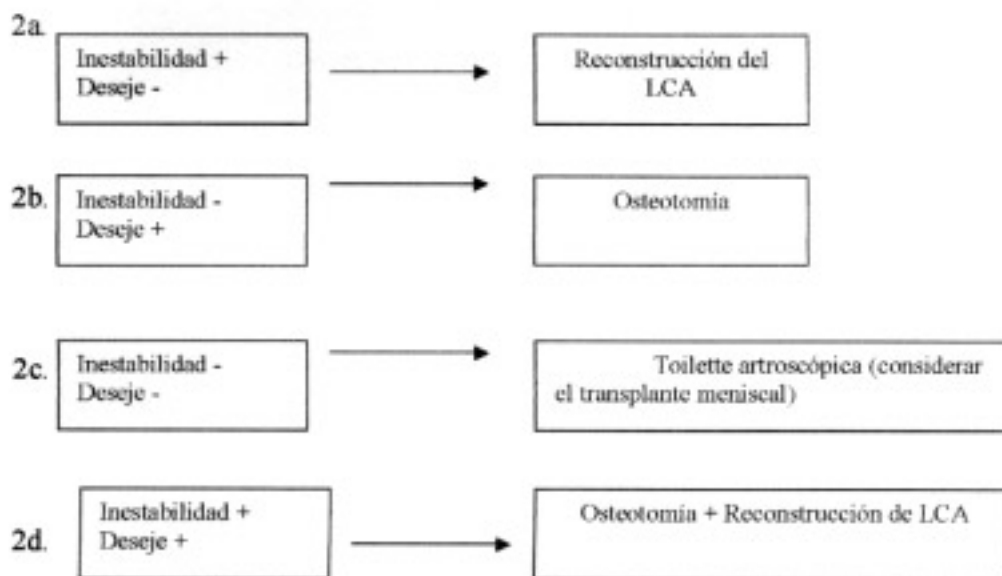 2a.
Inestabilidad +
Deseje -
Reconstrucción del
LCA
2b.
Inestabilidad -
Deseje +
Osteotomía
2c.
Inestabilidad -
Deseje -
Toilette artroscópica (considerar
el transplante meniscal)
2d.
Inestabilidad +
Deseje +
Osteotomía + Reconstrucción de LCA